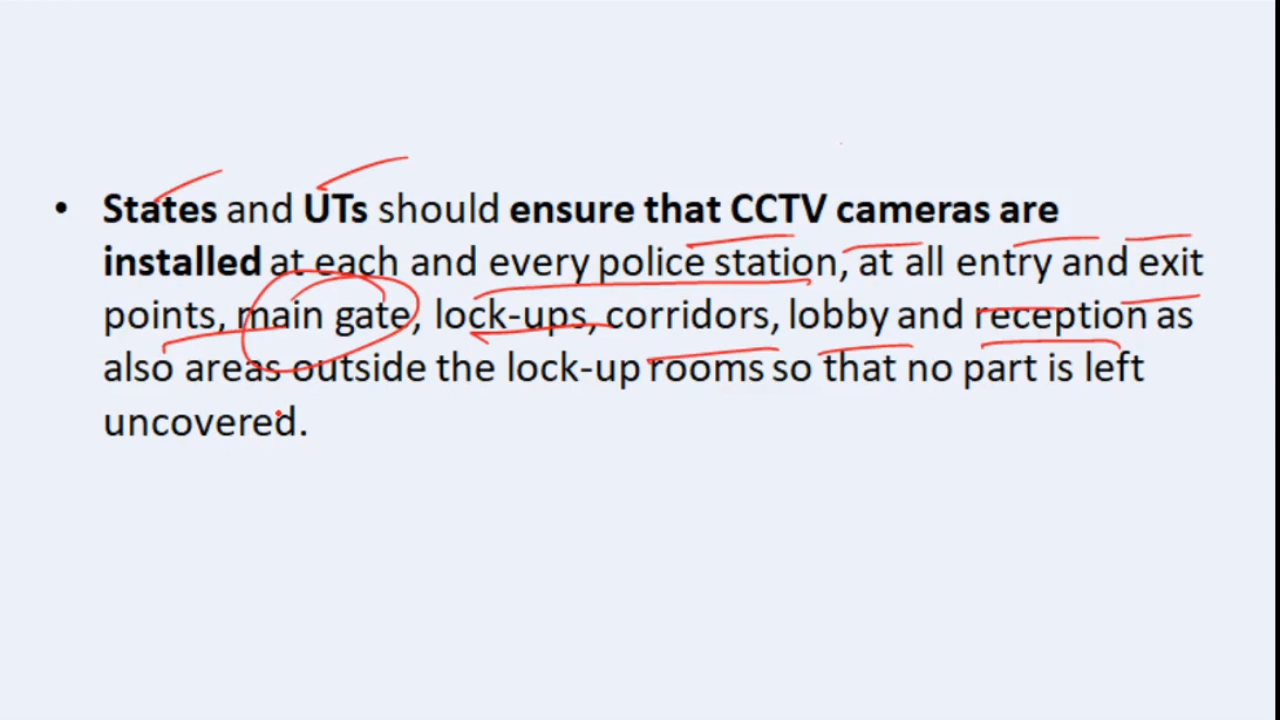 • States and UTs should ensure that CCTV cameras are
installed at each and every police station, at all entry and exit
points, main gate, lock-ups, corridors, lobby and reception as
also areas outside the lock-up rooms so that no part is left
uncovered.